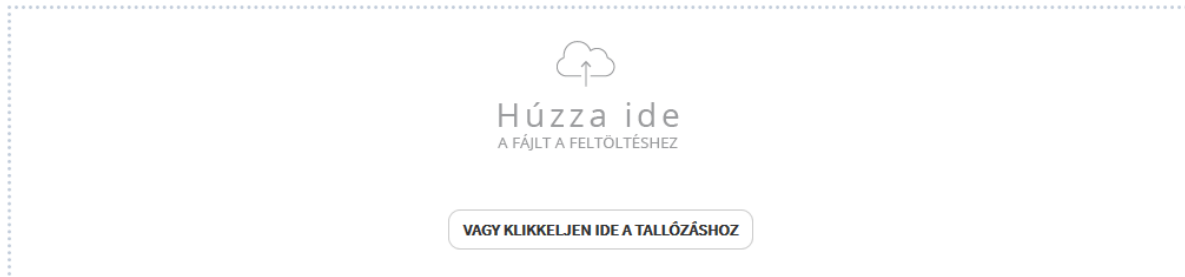 Húzza ide
A FÁJLT A FELTÖLTÉSHEZ
VAGY KLIKKELJEN IDE A TALLÓZÁSHOZ